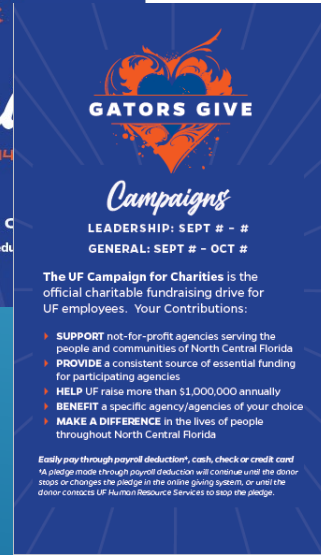 GATORS GIVE
Campaigns
LEADERSHIP: SEPT # – #
GENERAL: SEPT # – OCT #
The UF Campaign for Charities is the
official charitable fundraising drive for
UF employees. Your Contributions:
SUPPORT not-for-profit agencies serving the
people and communities of North Central Florida
PROVIDE a consistent source of essential funding
for participating agencies
HELP UF raise more than $1,000,000 annually
BENEFIT a specific agency/agencies of your choice
MAKE A DIFFERENCE in the lives of people
throughout North Central Florida
Easily pay through payroll deduction*, cash, check or credit card
*A pledge made through payroll deduction will continue until the donor
stops or changes the pledge in the online giving system, or until the
donor contacts UF Human Resource Services to stop the pledge.